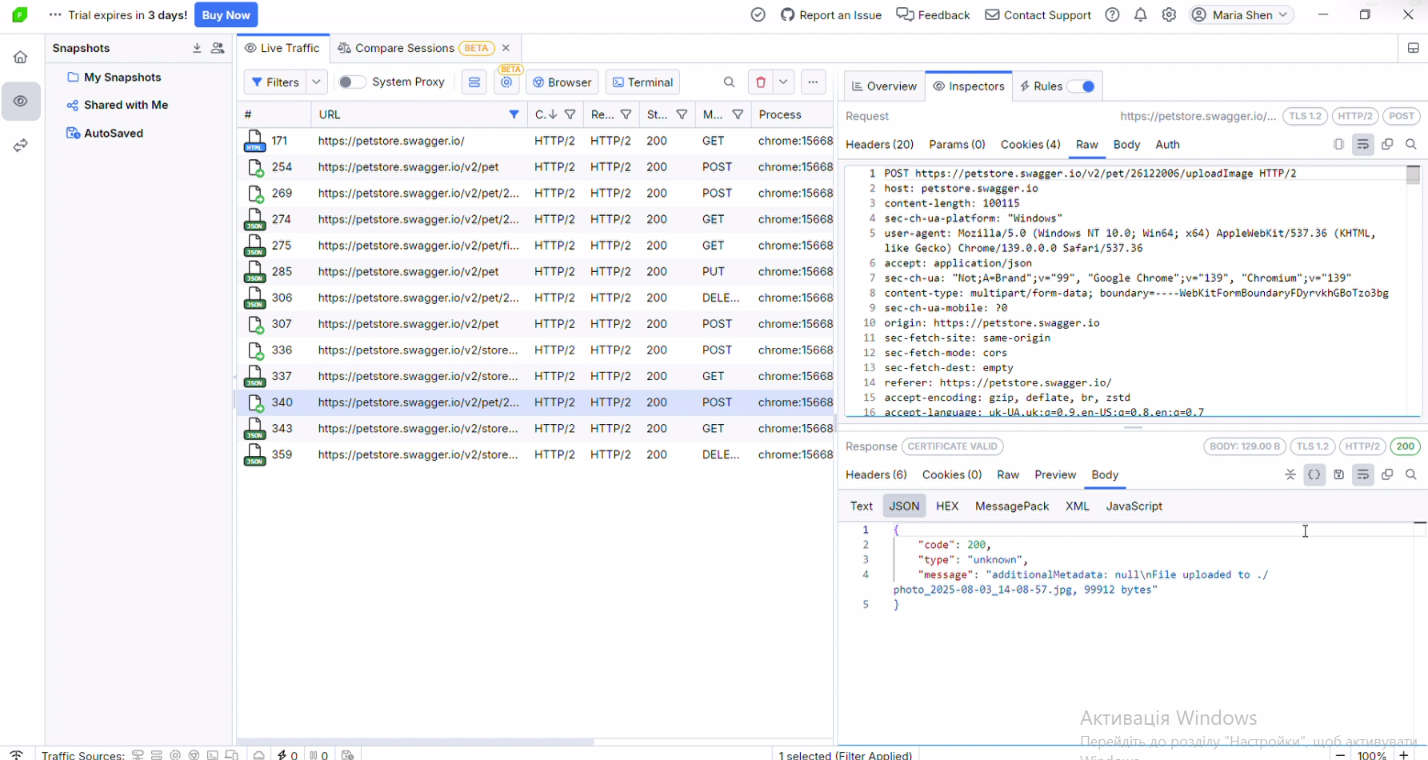 Trial expires in 3 days! Buy Now
Report an Issue Feedback Contact Support Maria Shen
Snapshots
My Snapshots
Shared with Me
AutoSaved
Live Traffic Compare Sessions BETA
Filters System Proxy BETA Browser Terminal
# URL C... Re... St... M... Process
171 https://petstore.swagger.io/ HTTP/2 HTTP/2 200 GET chrome:15668
254 https://petstore.swagger.io/v2/pet HTTP/2 HTTP/2 200 POST chrome:15668
269 https://petstore.swagger.io/v2/pet/2... HTTP/2 HTTP/2 200 POST chrome:15668
274 https://petstore.swagger.io/v2/pet/2... HTTP/2 HTTP/2 200 GET chrome:15668
275 https://petstore.swagger.io/v2/pet/fi... HTTP/2 HTTP/2 200 GET chrome:15668
285 https://petstore.swagger.io/v2/pet HTTP/2 HTTP/2 200 PUT chrome:15668
306 https://petstore.swagger.io/v2/pet/2... HTTP/2 HTTP/2 200 DELE... chrome:15668
307 https://petstore.swagger.io/v2/pet HTTP/2 HTTP/2 200 POST chrome:15668
336 https://petstore.swagger.io/v2/store... HTTP/2 HTTP/2 200 POST chrome:15668
337 https://petstore.swagger.io/v2/store... HTTP/2 HTTP/2 200 GET chrome:15668
340 https://petstore.swagger.io/v2/pet/2... HTTP/2 HTTP/2 200 POST chrome:15668
343 https://petstore.swagger.io/v2/store... HTTP/2 HTTP/2 200 GET chrome:15668
359 https://petstore.swagger.io/v2/store... HTTP/2 HTTP/2 200 DELE... chrome:15668
Overview Inspectors Rules
Request https://petstore.swagger.io/... TLS 1.2 HTTP/2 POST
Headers (20) Params (0) Cookies (4) Raw Body Auth
1 POST https://petstore.swagger.io/v2/pet/26122006/uploadImage HTTP/2
2 host: petstore.swagger.io
3 content-length: 100115
4 sec-ch-ua-platform: "Windows"
5 user-agent: Mozilla/5.0 (Windows NT 10.0; Win64; x64) AppleWebKit/537.36 (KHTML,
like Gecko) Chrome/139.0.0.0 Safari/537.36
6 accept: application/json
7 sec-ch-ua: "Not;A=Brand";v="99", "Google Chrome";v="139", "Chromium";v="139"
8 content-type: multipart/form-data; boundary=----WebKitFormBoundaryFDyrvkhGBoTzo3bg
9 sec-ch-ua-mobile: ?0
10 origin: https://petstore.swagger.io
11 sec-fetch-site: same-origin
12 sec-fetch-mode: cors
13 sec-fetch-dest: empty
14 referer: https://petstore.swagger.io/
15 accept-encoding: gzip, deflate, br, zstd
16 accept-language: uk-UA,uk;q=0.9,en-US;q=0.8,en;q=0.7
Response CERTIFICATE VALID BODY: 129.00 B TLS 1.2 HTTP/2 200
Headers (6) Cookies (0) Raw Preview Body
Text JSON HEX MessagePack XML JavaScript
1 {
2 "code": 200,
3 "type": "unknown",
4 "message": "additionalMetadata: null\nFile uploaded to ./
photo_2025-08-03_14-08-57.jpg, 99912 bytes"
5 }
Активація Windows
Перейдіть до розділу "Настройки", щоб активувати
Windows.
Traffic Sources: 0 0 1 selected (Filter Applied) 100%